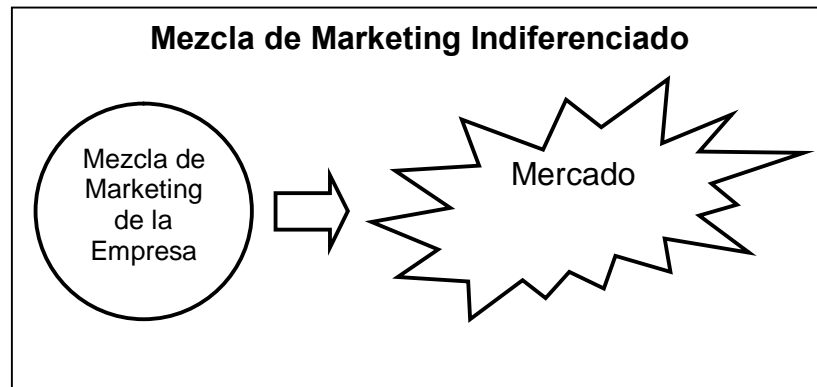 Mezcla de Marketing Indiferenciado
Mezcla de
Marketing
de la
Empresa
Mercado